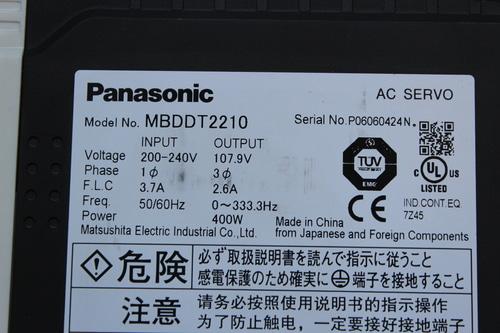 Panasonic AC SERVO
Model No. MBDDT2210 Serial No. P06060424N
INPUT OUTPUT
Voltage 200-240V 107.9V
Phase 1ϕ 3ϕ
F.L.C 3.7A 2.6A
Freq. 50/60Hz 0～333.3Hz
Power 400W
Matsushita Electric Industrial Co.,Ltd.
Made in China
from Japanese and Foreign Components
TÜV
EMC
C UL US
LISTED
IND.CONT.EQ.
7Z45
CE
危険 必ず取扱説明書を読んで指示に従うこと
感電保護のため確実に端子を接地すること
注意 请务必按照使用说明书的指示操作
为了防止触电，一定要接好接地端子